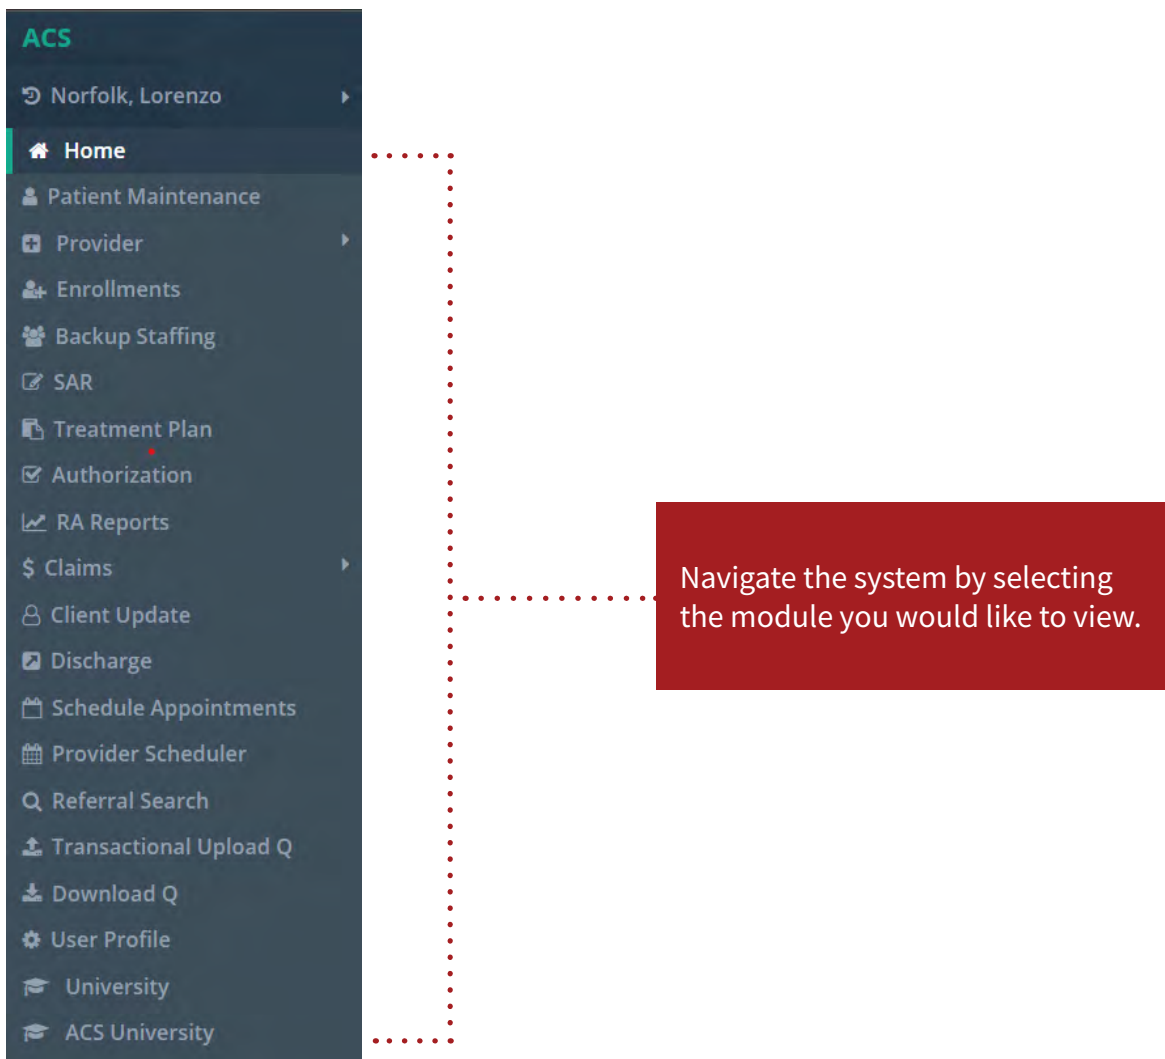 ACS
Norfolk, Lorenzo
Home
Patient Maintenance
Provider
Enrollments
Backup Staffing
SAR
Treatment Plan
Authorization
RA Reports
$ Claims
Client Update
Discharge
Schedule Appointments
Provider Scheduler
Referral Search
Transactional Upload Q
Download Q
User Profile
University
ACS University
Navigate the system by selecting
the module you would like to view.